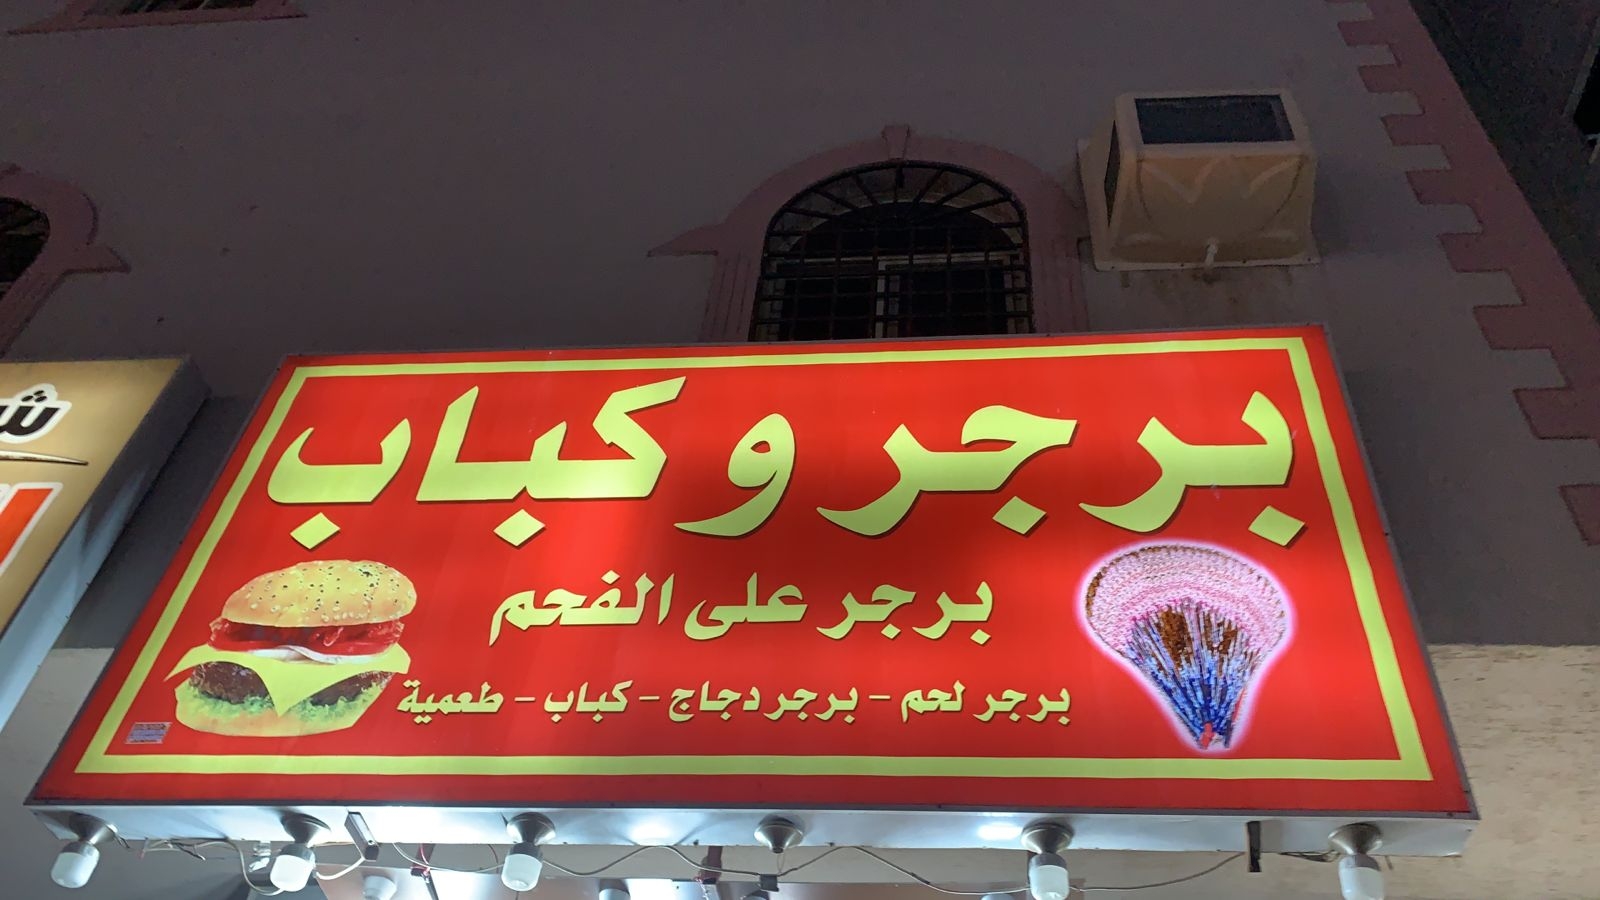 برجر و كباب
برجر على الفحم
برجر لحم - برجر دجاج - كباب - طعمية